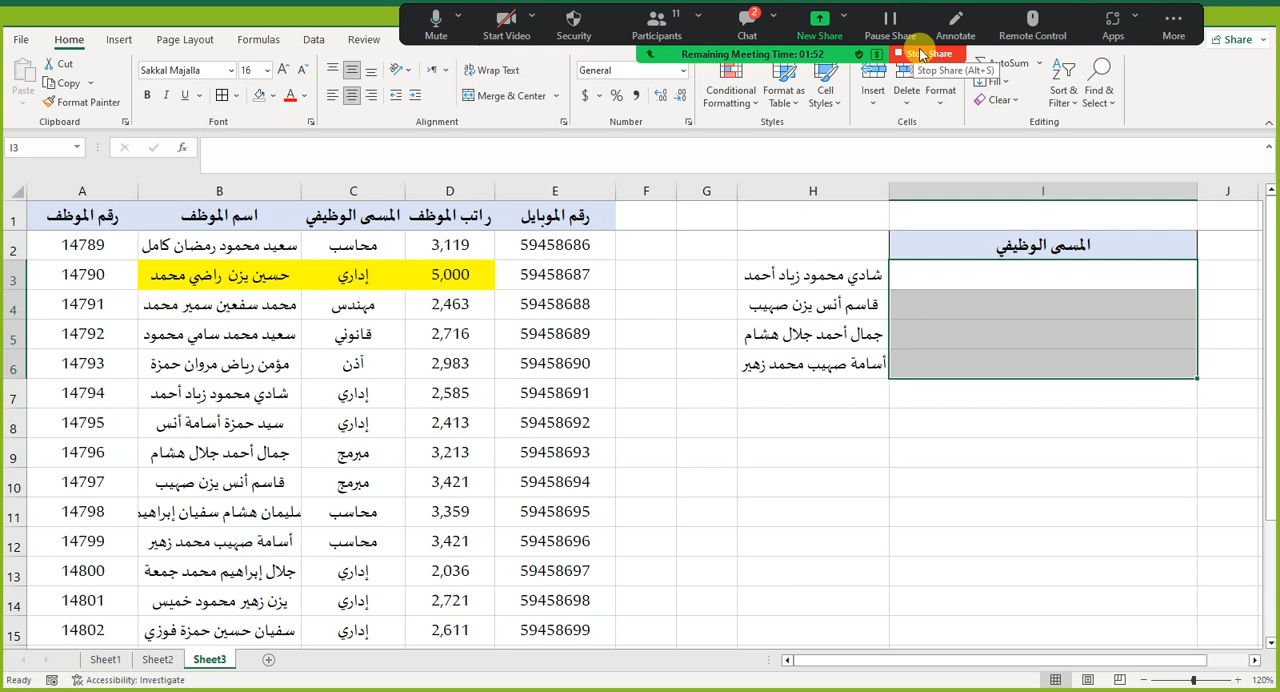 Mute
Start Video
Security
Participants 11
Chat 2
New Share
Pause Share
Annotate
Remote Control
Apps
More
Remaining Meeting Time: 01:52
Share
Stop Share (Alt+S)
File Home Insert Page Layout Formulas Data Review
Share
Cut
Copy
Format Painter
Paste
Clipboard
Sakkal Majalla 16
B I U
Font
Wrap Text
Merge & Center
Alignment
General
$ % 9
Number
Conditional Formatting
Format as Table
Cell Styles
Styles
Insert
Delete
Format
Cells
AutoSum
Fill
Clear
Sort & Filter
Find & Select
Editing
I3
fx
A B C D E F G H I J
1 رقم الموظف اسم الموظف المسمى الوظيفي راتب الموظف رقم الموبايل
2 14789 سعيد محمود رمضان كامل محاسب 3,119 59458686 المسمى الوظيفي
3 14790 حسين يزن راضي محمد إداري 5,000 59458687 شادي محمود زياد أحمد
4 14791 محمد سفعين سمير محمد مهندس 2,463 59458688 قاسم أنس يزن صهيب
5 14792 سعيد محمد سامي محمود قانوني 2,716 59458689 جمال أحمد جلال هشام
6 14793 مؤمن رياض مروان حمزة آذن 2,983 59458690 أسامة صهيب محمد زهير
7 14794 شادي محمود زياد أحمد إداري 2,585 59458691
8 14795 سيد حمزة أسامة أنس إداري 2,413 59458692
9 14796 جمال أحمد جلال هشام مبرمج 3,213 59458693
10 14797 قاسم أنس يزن صهيب مبرمج 3,421 59458694
11 14798 سليمان هشام سفيان إبراهيم محاسب 3,359 59458695
12 14799 أسامة صهيب محمد زهير محاسب 3,421 59458696
13 14800 جلال إبراهيم محمد جمعة إداري 2,036 59458697
14 14801 يزن زهير محمود خميس إداري 2,721 59458698
15 14802 سفيان حسين حمزة فوزي إداري 2,611 59458699
Sheet1 Sheet2 Sheet3
Ready Accessibility: Investigate 120%